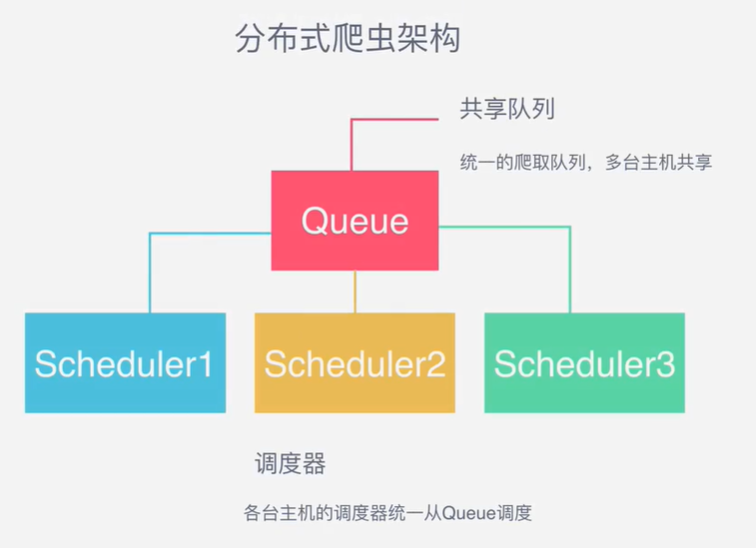 分布式爬虫架构
共享队列
统一的爬取队列，多台主机共享
Queue
Scheduler1
Scheduler2
Scheduler3
调度器
各台主机的调度器统一从Queue调度